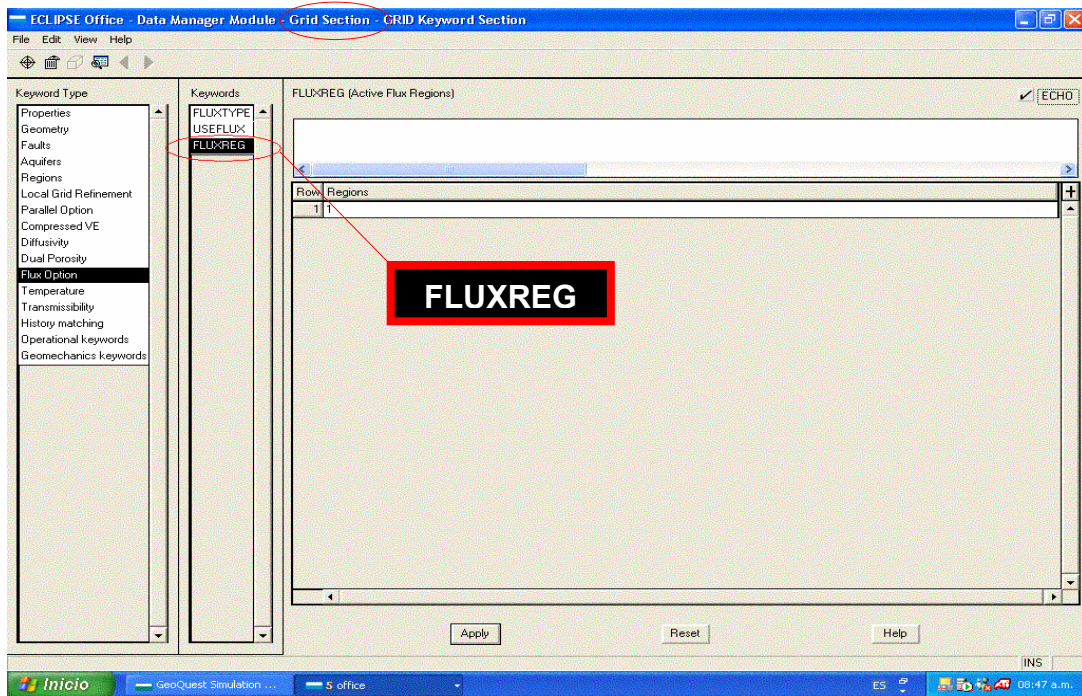 ECLIPSE Office - Data Manager Module - Grid Section - GRID Keyword Section
File Edit View Help
Keyword Type
Properties
Geometry
Faults
Aquifers
Regions
Local Grid Refinement
Parallel Option
Compressed VE
Diffusivity
Dual Porosity
Flux Option
Temperature
Transmissibility
History matching
Operational keywords
Geomechanics keywords
Keywords
FLUXTYPE
USEFLUX
FLUXREG
FLUXREG (Active Flux Regions)
ECHO
Row Regions
1 1
FLUXREG
Apply Reset Help
INS
Inicio GeoQuest Simulation ... 5 office ES 08:47 a.m.